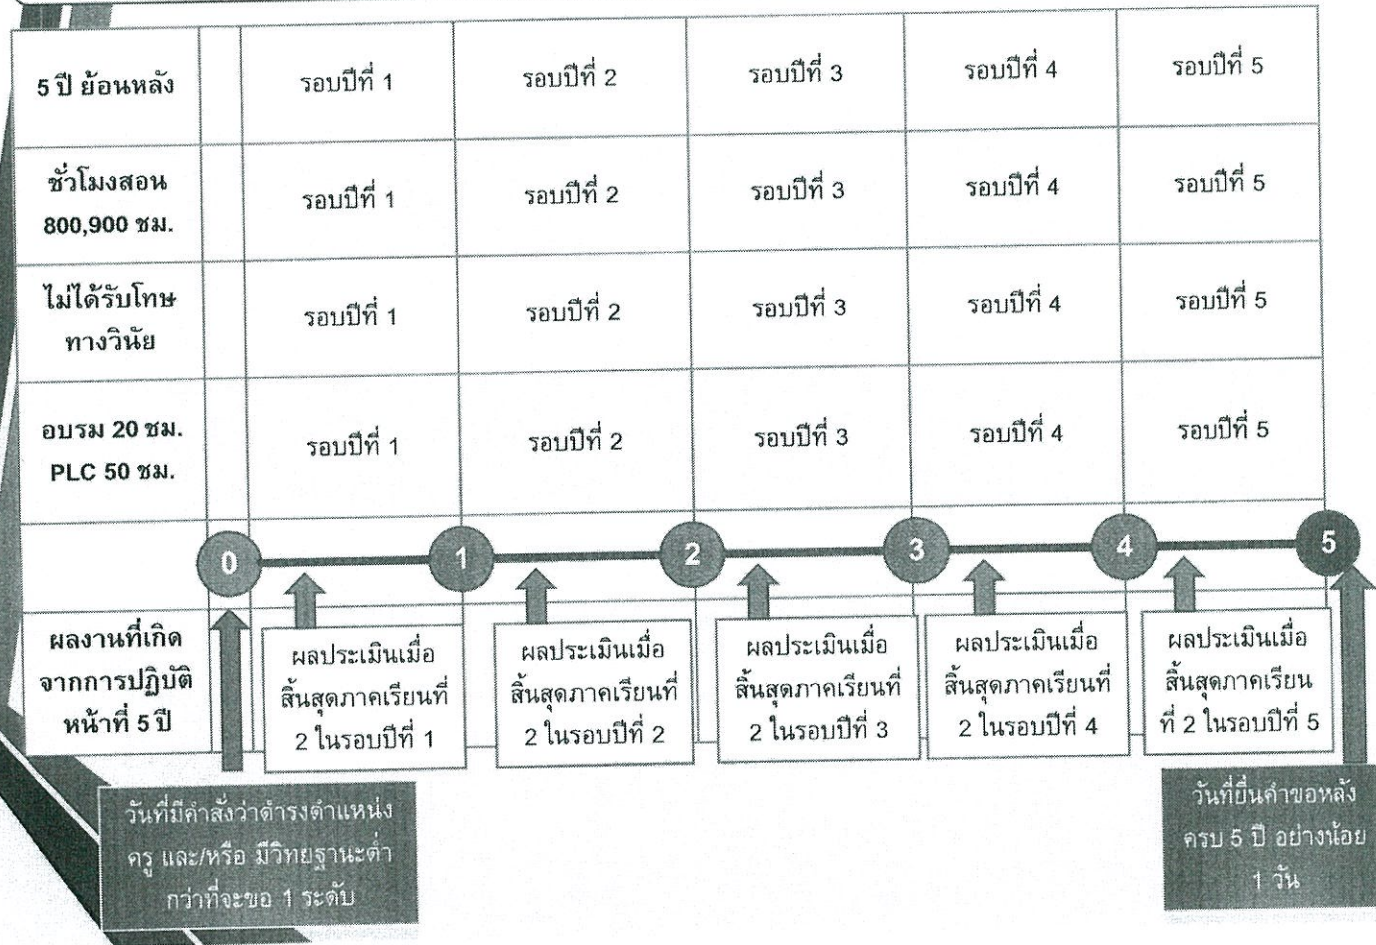 5 ปี ย้อนหลัง
รอบปีที่ 1
รอบปีที่ 2
รอบปีที่ 3
รอบปีที่ 4
รอบปีที่ 5
ชั่วโมงสอน
800,900 ชม.
รอบปีที่ 1
รอบปีที่ 2
รอบปีที่ 3
รอบปีที่ 4
รอบปีที่ 5
ไม่ได้รับโทษ
ทางวินัย
รอบปีที่ 1
รอบปีที่ 2
รอบปีที่ 3
รอบปีที่ 4
รอบปีที่ 5
อบรม 20 ชม.
PLC 50 ชม.
รอบปีที่ 1
รอบปีที่ 2
รอบปีที่ 3
รอบปีที่ 4
รอบปีที่ 5
0
1
2
3
4
5
ผลงานที่เกิด
จากการปฏิบัติ
หน้าที่ 5 ปี
ผลประเมินเมื่อ
สิ้นสุดภาคเรียนที่
2 ในรอบปีที่ 1
ผลประเมินเมื่อ
สิ้นสุดภาคเรียนที่
2 ในรอบปีที่ 2
ผลประเมินเมื่อ
สิ้นสุดภาคเรียนที่
2 ในรอบปีที่ 3
ผลประเมินเมื่อ
สิ้นสุดภาคเรียนที่
2 ในรอบปีที่ 4
ผลประเมินเมื่อ
สิ้นสุดภาคเรียน
ที่ 2 ในรอบปีที่ 5
วันที่มีคำสั่งว่าดำรงตำแหน่ง
ครู และ/หรือ มีวิทยฐานะต่ำ
กว่าที่จะขอ 1 ระดับ
วันที่ยื่นคำขอหลัง
ครบ 5 ปี อย่างน้อย
1 วัน